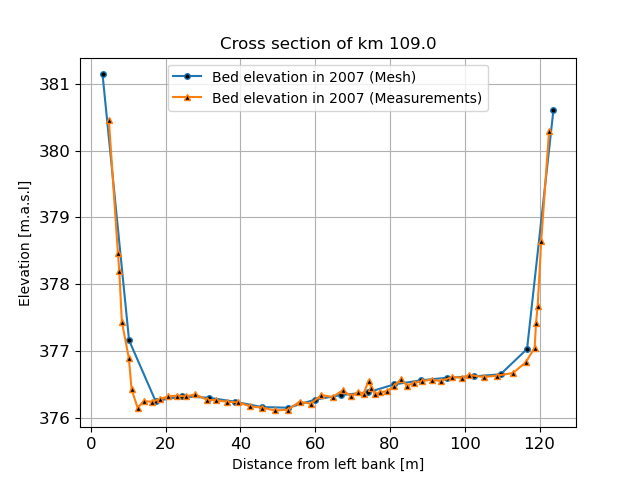 Cross section of km 109.0
Bed elevation in 2007 (Mesh)
Bed elevation in 2007 (Measurements)
Elevation [m.a.s.l]
381
380
379
378
377
376
0 20 40 60 80 100 120
Distance from left bank [m]